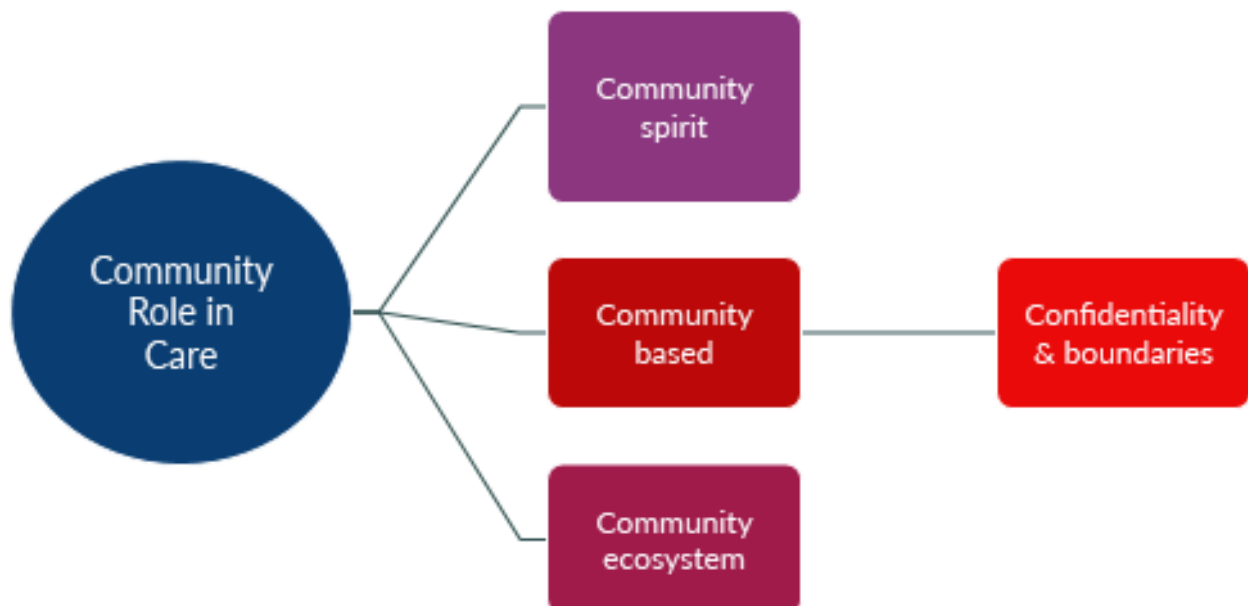 Community
Role in
Care
Community
spirit
Community
based
Confidentiality
& boundaries
Community
ecosystem